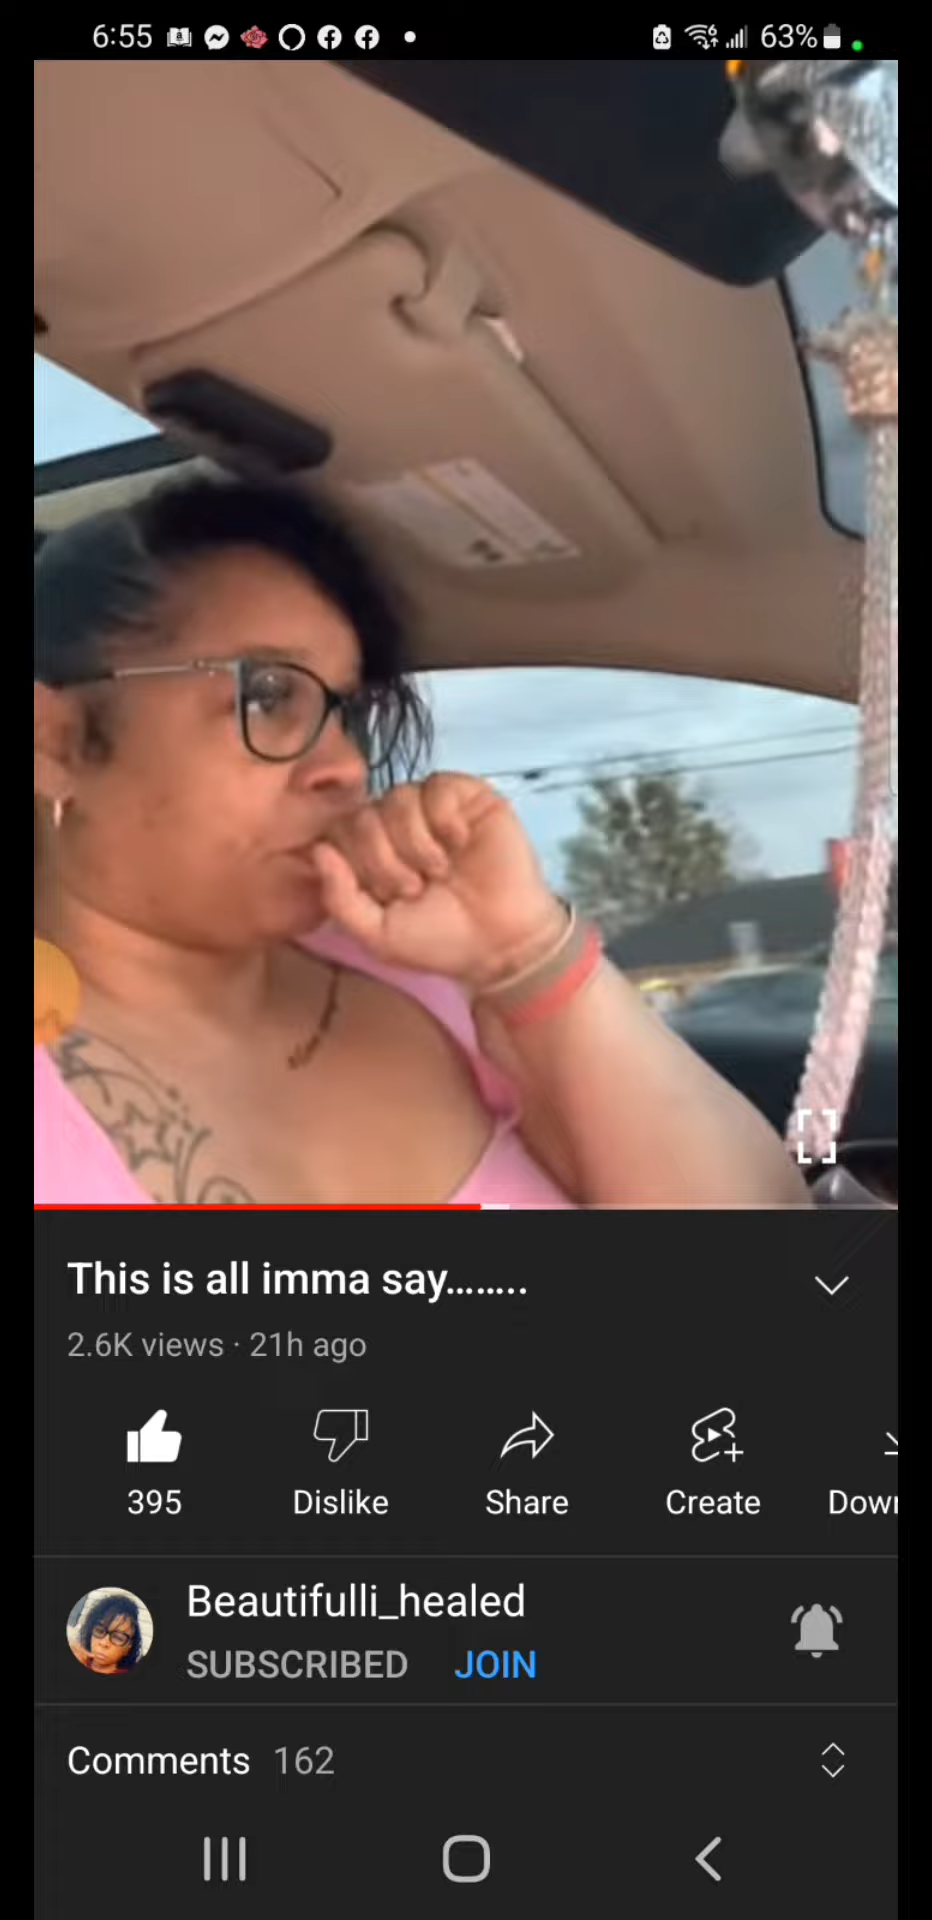 6:55
63%
This is all imma say........
2.6K views · 21h ago
395
Dislike
Share
Create
Down
Beautifulli_healed
SUBSCRIBED
JOIN
Comments 162